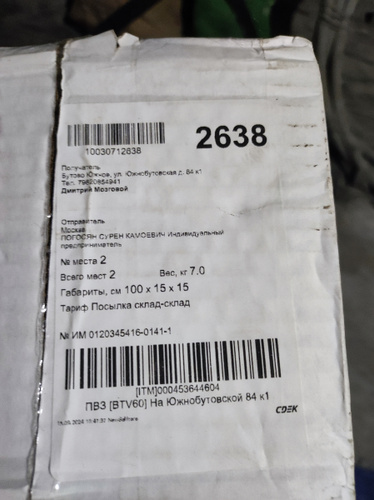 2638
10030712638
Получатель
Бутово Южное, ул. Южнобутовская д. 84 к1
Тел. 79620654941
Дмитрий Мозговой
Отправитель
Москва
ПОГОСЯН СУРЕН КАМОЕВИЧ Индивидуальный
предприниматель
№ места 2
Всего мест 2 Вес, кг 7.0
Габариты, см 100 x 15 x 15
Тариф Посылка склад-склад
№ ИМ 0120345416-0141-1
[ITM]000453644604
ПВЗ [BTV60] На Южнобутовской 84 к1
CDEK